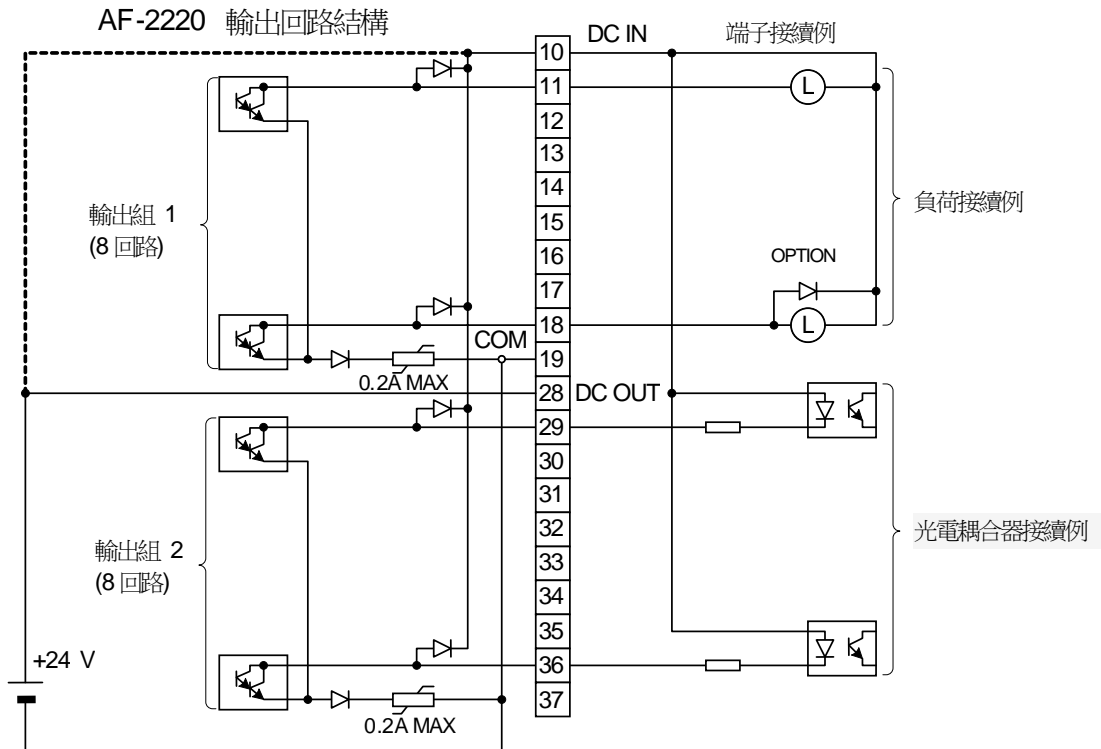 AF-2220 輸出回路結構
DC IN
端子接續例
10
11
12
13
14
15
16
17
18
19
28
29
30
31
32
33
34
35
36
37
L
負荷接續例
輸出組 1
(8 回路)
OPTION
L
COM
0.2A MAX
DC OUT
輸出組 2
(8 回路)
光電耦合器接續例
+24 V
0.2A MAX